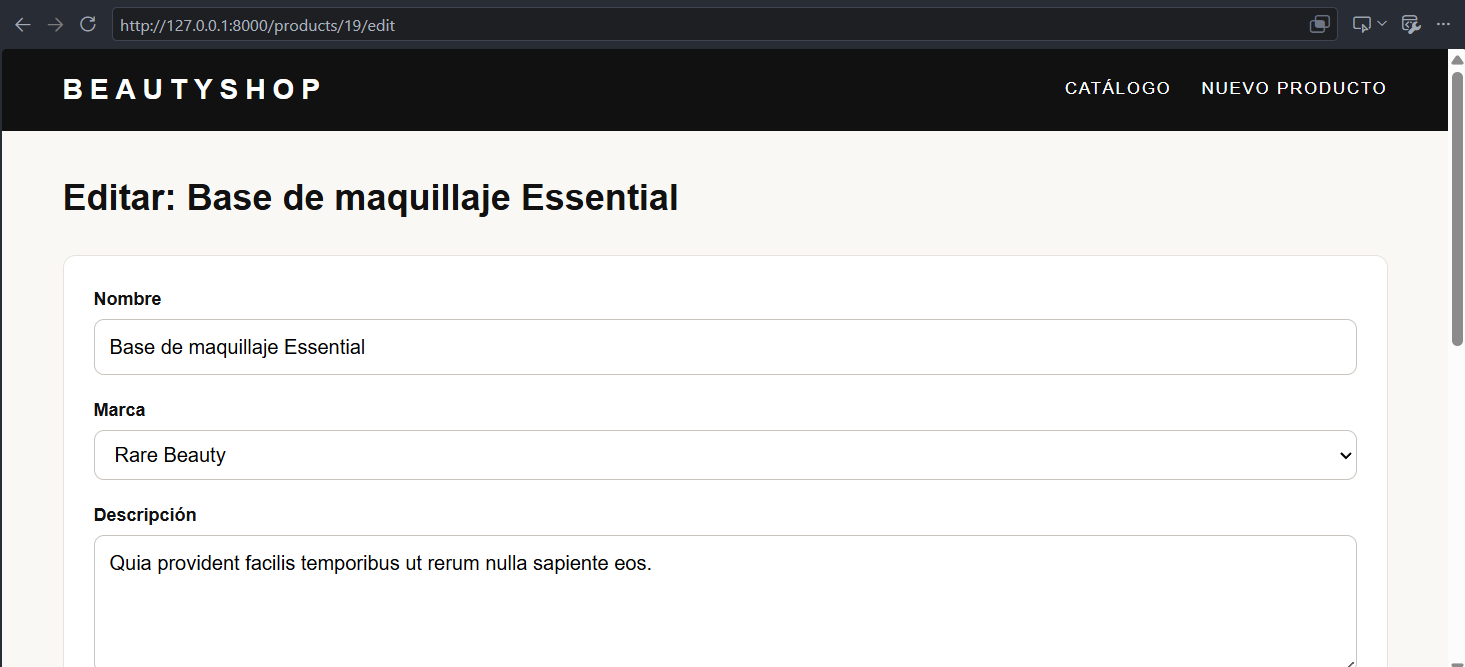 http://127.0.0.1:8000/products/19/edit
BEAUTYSHOP
CATÁLOGO NUEVO PRODUCTO
Editar: Base de maquillaje Essential
Nombre
Base de maquillaje Essential
Marca
Rare Beauty
Descripción
Quia provident facilis temporibus ut rerum nulla sapiente eos.